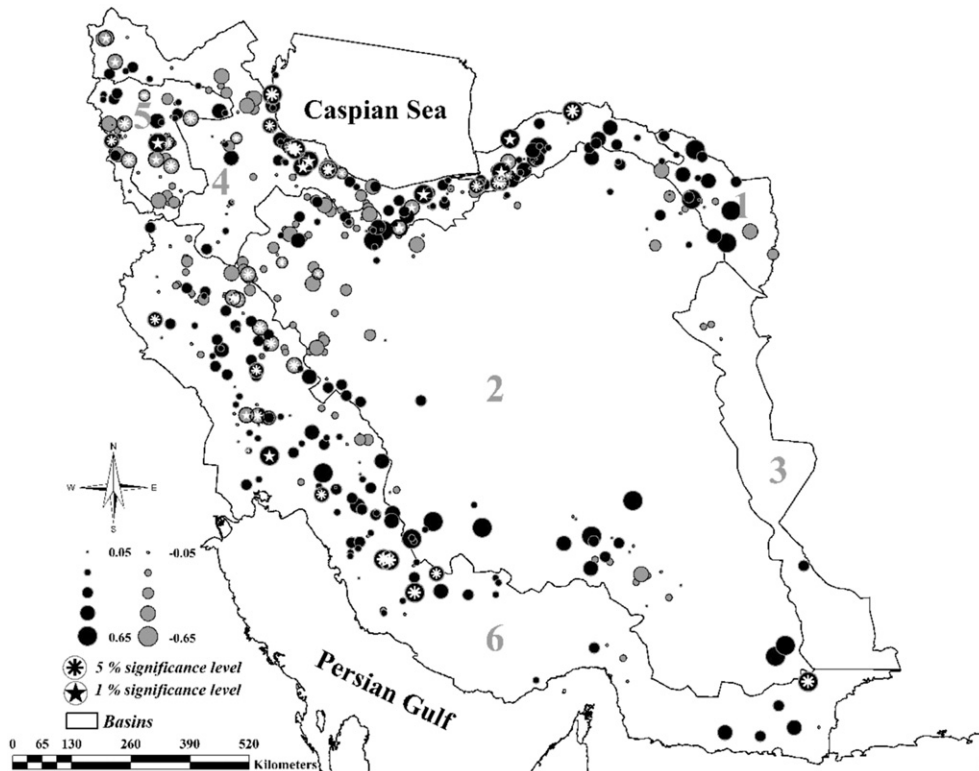 Caspian Sea
5
4
1
2
3
N
W E
S
0.05 -0.05
0.65 -0.65
6
5 % significance level
1 % significance level
Persian Gulf
Basins
0 65 130 260 390 520
Kilometers